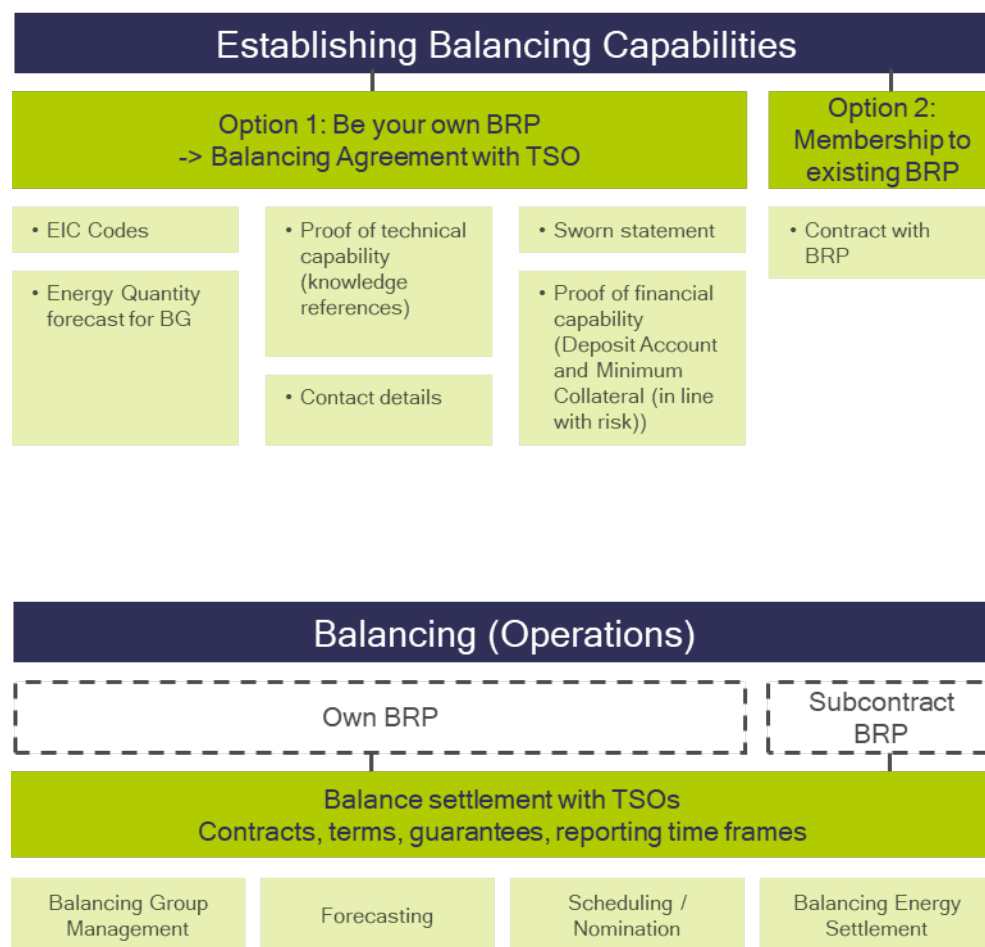 Establishing Balancing Capabilities
Option 1: Be your own BRP
-> Balancing Agreement with TSO
Option 2:
Membership to
existing BRP
• EIC Codes
• Energy Quantity
forecast for BG
• Proof of technical
capability
(knowledge
references)
• Contact details
• Sworn statement
• Proof of financial
capability
(Deposit Account
and Minimum
Collateral (in line
with risk))
• Contract with
BRP
Balancing (Operations)
Own BRP
Subcontract
BRP
Balance settlement with TSOs
Contracts, terms, guarantees, reporting time frames
Balancing Group
Management
Forecasting
Scheduling /
Nomination
Balancing Energy
Settlement